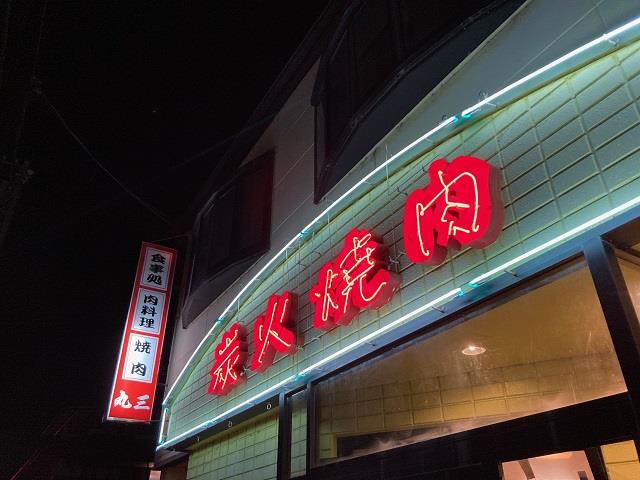 炭火焼肉
食事処
肉料理
焼肉
丸三